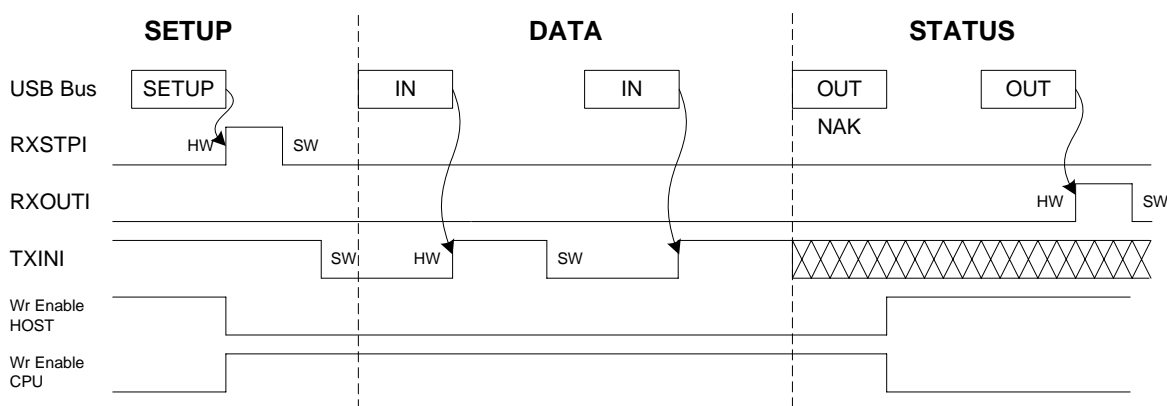 SETUP DATA STATUS
USB Bus SETUP IN IN OUT OUT
NAK
RXSTPI HW SW
RXOUTI HW SW
TXINI SW HW SW
Wr Enable
HOST
Wr Enable
CPU